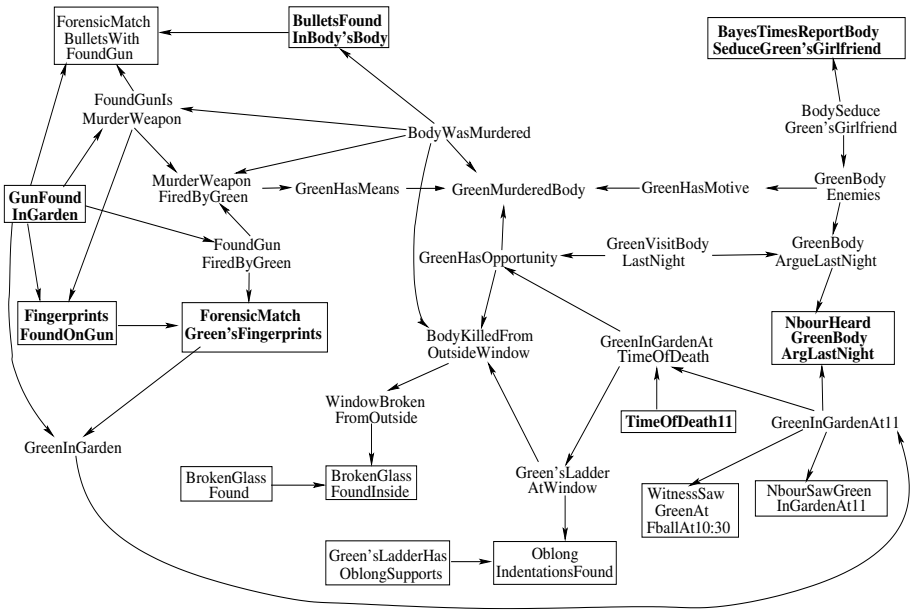 ForensicMatch
BulletsWith
FoundGun
BulletsFound
InBody'sBody
BayesTimesReportBody
SeduceGreen'sGirlfriend
FoundGunIs
MurderWeapon
BodyWasMurdered
BodySeduce
Green'sGirlfriend
MurderWeapon
FiredByGreen
GreenHasMeans
GreenMurderedBody
GreenHasMotive
GreenBody
Enemies
GunFound
InGarden
FoundGun
FiredByGreen
GreenHasOpportunity
GreenVisitBody
LastNight
GreenBody
ArgueLastNight
Fingerprints
FoundOnGun
ForensicMatch
Green'sFingerprints
BodyKilledFrom
OutsideWindow
GreenInGardenAt
TimeOfDeath
NbourHeard
GreenBody
ArgLastNight
WindowBroken
FromOutside
TimeOfDeath11
GreenInGardenAt11
GreenInGarden
BrokenGlass
Found
BrokenGlass
FoundInside
Green'sLadder
AtWindow
WitnessSaw
GreenAt
FballAt10:30
NbourSawGreen
InGardenAt11
Green'sLadderHas
OblongSupports
Oblong
IndentationsFound